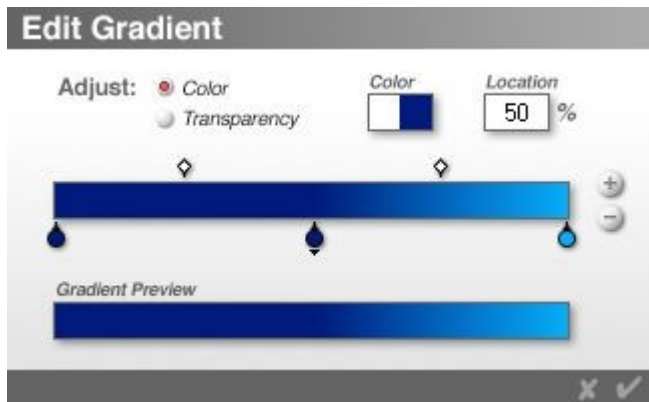 Edit Gradient
Adjust: Color
Transparency
Color
Location
50 %
Gradient Preview